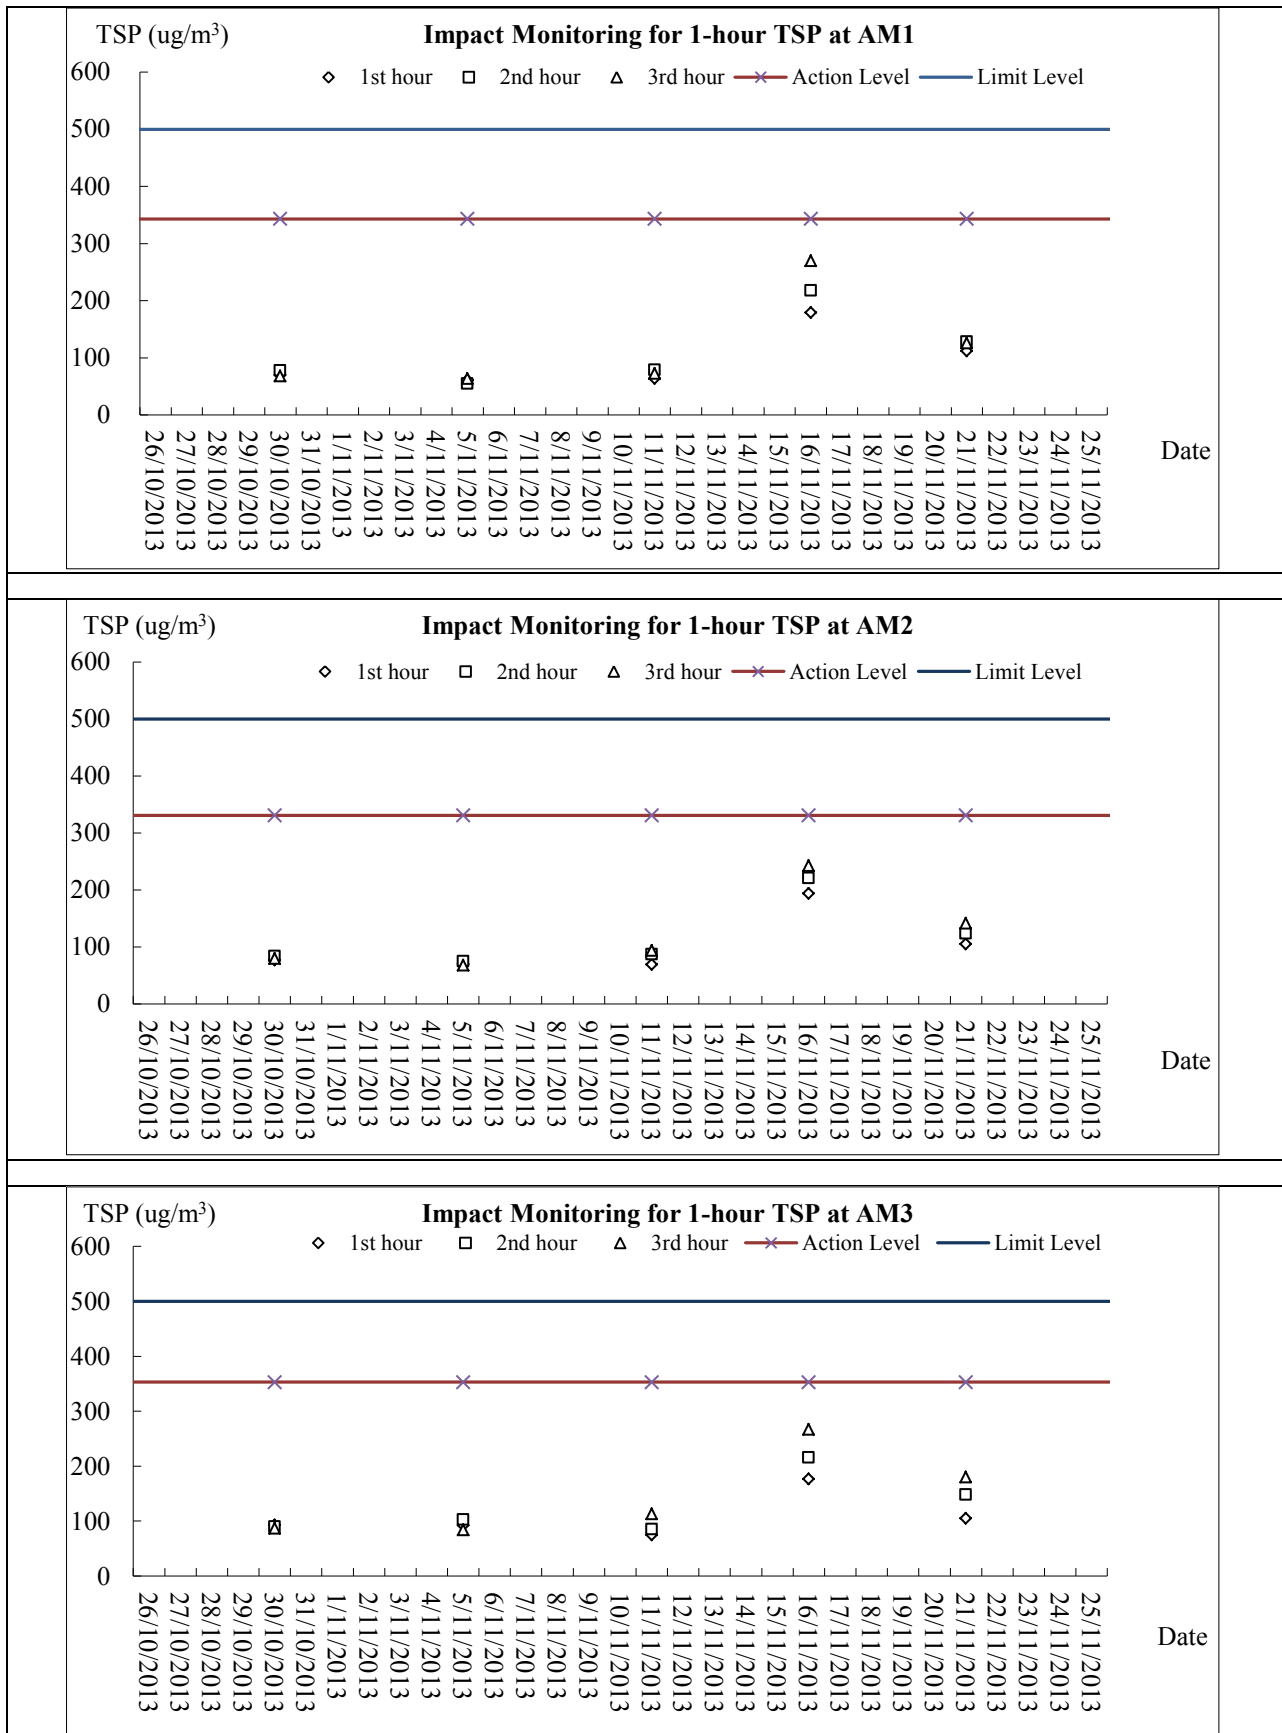 TSP (ug/m³) Impact Monitoring for 1-hour TSP at AM1
1st hour 2nd hour 3rd hour Action Level Limit Level
600
500
400
300
200
100
0
26/10/2013 27/10/2013 28/10/2013 29/10/2013 30/10/2013 31/10/2013 1/11/2013 2/11/2013 3/11/2013 4/11/2013 5/11/2013 6/11/2013 7/11/2013 8/11/2013 9/11/2013 10/11/2013 11/11/2013 12/11/2013 13/11/2013 14/11/2013 15/11/2013 16/11/2013 17/11/2013 18/11/2013 19/11/2013 20/11/2013 21/11/2013 22/11/2013 23/11/2013 24/11/2013 25/11/2013
Date
TSP (ug/m³) Impact Monitoring for 1-hour TSP at AM2
1st hour 2nd hour 3rd hour Action Level Limit Level
600
500
400
300
200
100
0
26/10/2013 27/10/2013 28/10/2013 29/10/2013 30/10/2013 31/10/2013 1/11/2013 2/11/2013 3/11/2013 4/11/2013 5/11/2013 6/11/2013 7/11/2013 8/11/2013 9/11/2013 10/11/2013 11/11/2013 12/11/2013 13/11/2013 14/11/2013 15/11/2013 16/11/2013 17/11/2013 18/11/2013 19/11/2013 20/11/2013 21/11/2013 22/11/2013 23/11/2013 24/11/2013 25/11/2013
Date
TSP (ug/m³) Impact Monitoring for 1-hour TSP at AM3
1st hour 2nd hour 3rd hour Action Level Limit Level
600
500
400
300
200
100
0
26/10/2013 27/10/2013 28/10/2013 29/10/2013 30/10/2013 31/10/2013 1/11/2013 2/11/2013 3/11/2013 4/11/2013 5/11/2013 6/11/2013 7/11/2013 8/11/2013 9/11/2013 10/11/2013 11/11/2013 12/11/2013 13/11/2013 14/11/2013 15/11/2013 16/11/2013 17/11/2013 18/11/2013 19/11/2013 20/11/2013 21/11/2013 22/11/2013 23/11/2013 24/11/2013 25/11/2013
Date